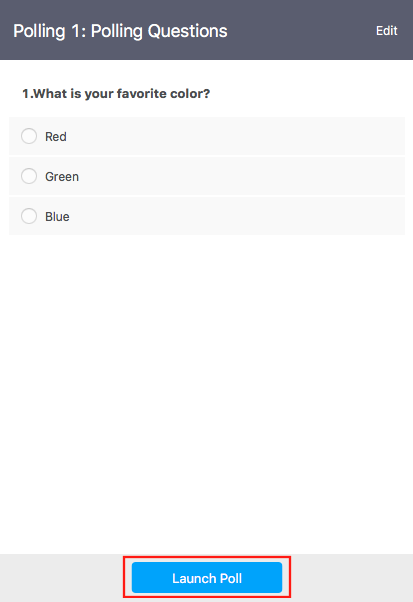 Polling 1: Polling Questions Edit
1.What is your favorite color?
Red
Green
Blue
Launch Poll